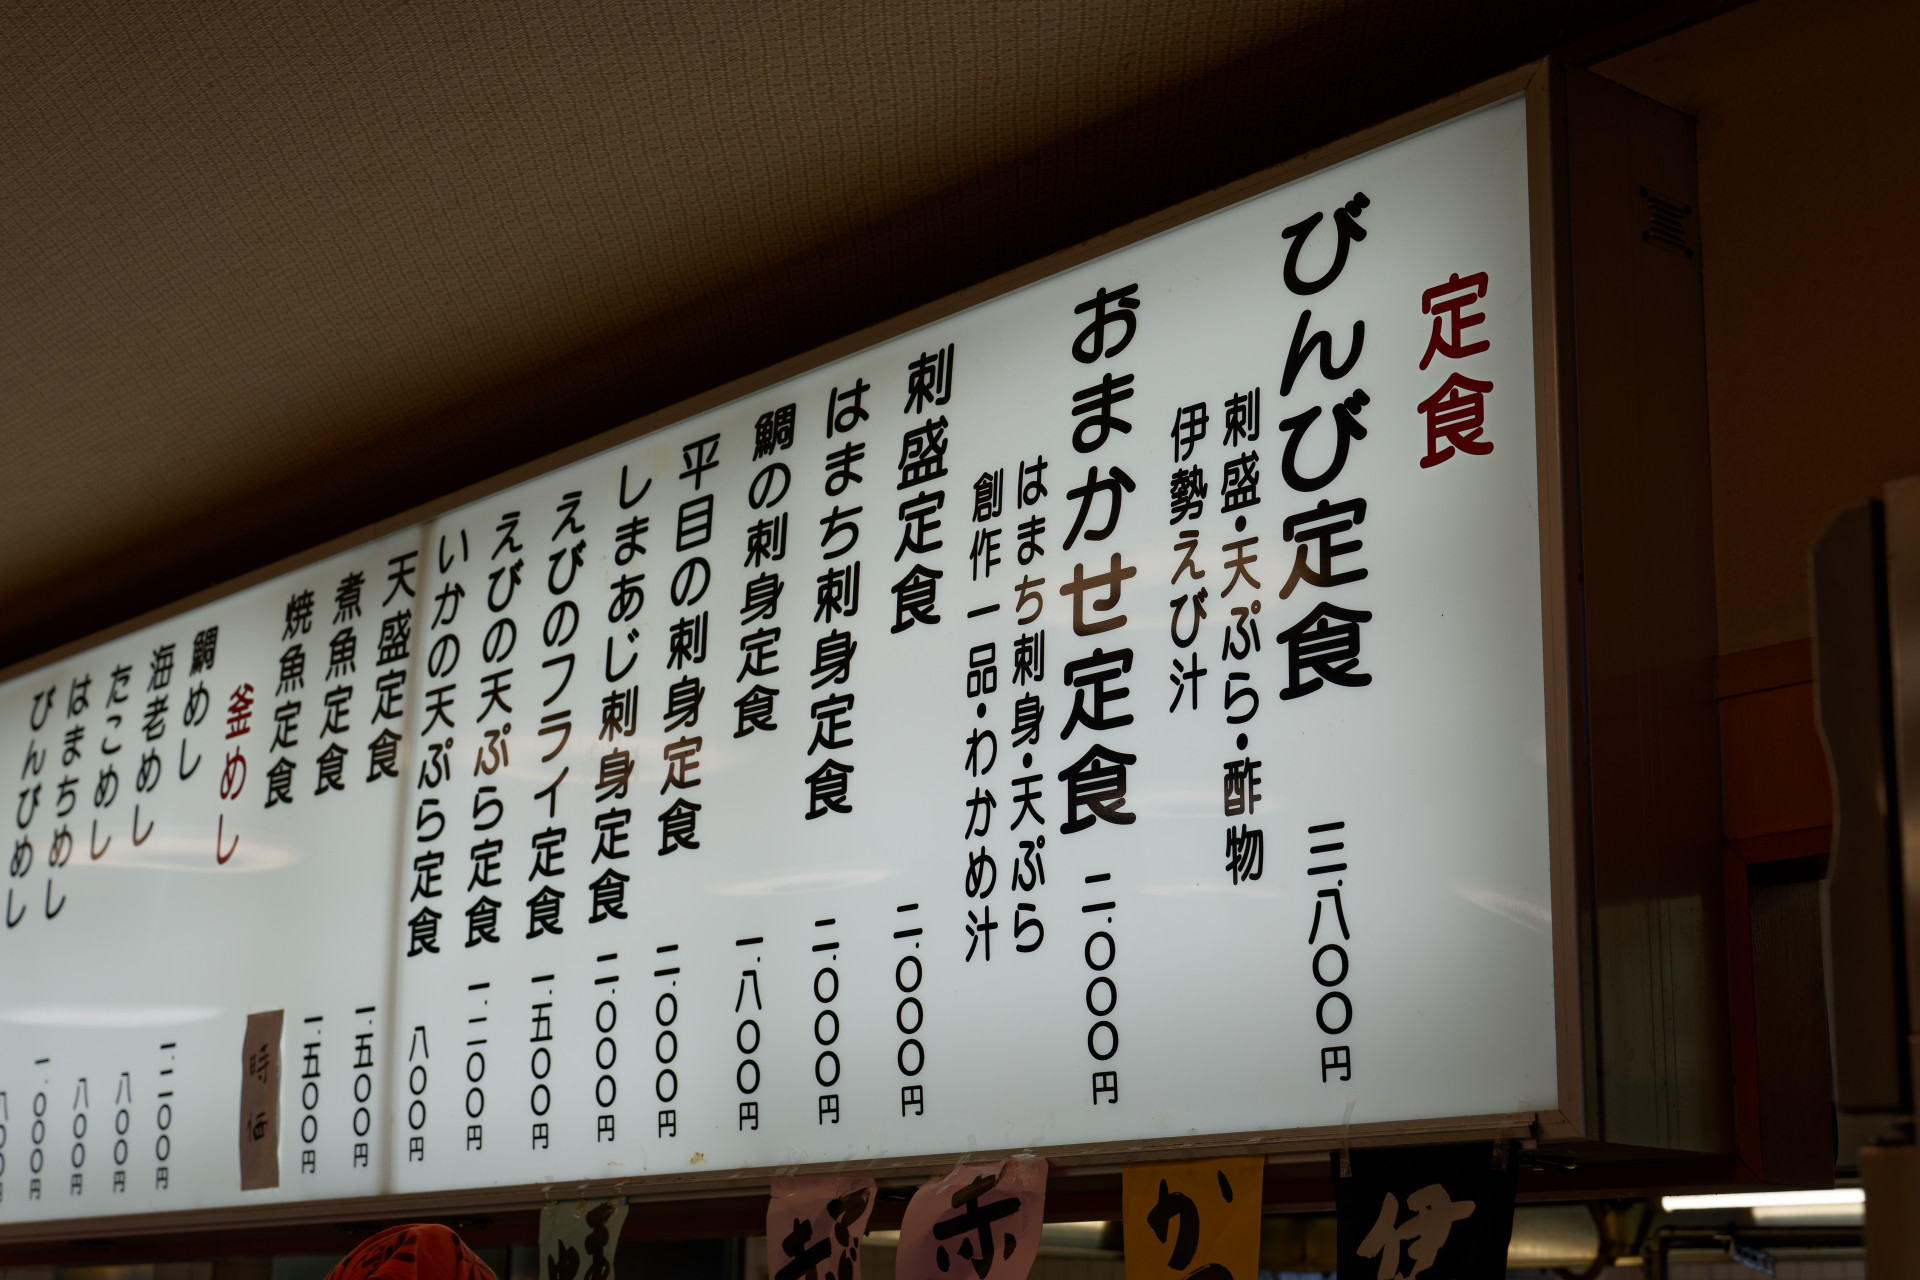 定食
びんび定食 三.八〇〇円
刺盛・天ぷら・酢物
伊勢えび汁
おまかせ定食 二.〇〇〇円
はまち刺身・天ぷら
創作一品・わかめ汁
刺盛定食 二.〇〇〇円
はまち刺身定食 二.〇〇〇円
鯛の刺身定食 一.八〇〇円
平目の刺身定食 二.〇〇〇円
しまあじ刺身定食 二.〇〇〇円
えびのフライ定食 一.五〇〇円
えびの天ぷら定食 一.二〇〇円
いかの天ぷら定食 八〇〇円
天盛定食 一.五〇〇円
煮魚定食 一.五〇〇円
焼魚定食 時価
釜めし
鯛めし 一.二〇〇円
海老めし 八〇〇円
たこめし 八〇〇円
はまちめし 一.〇〇〇円
びんびめし
伊
か
赤